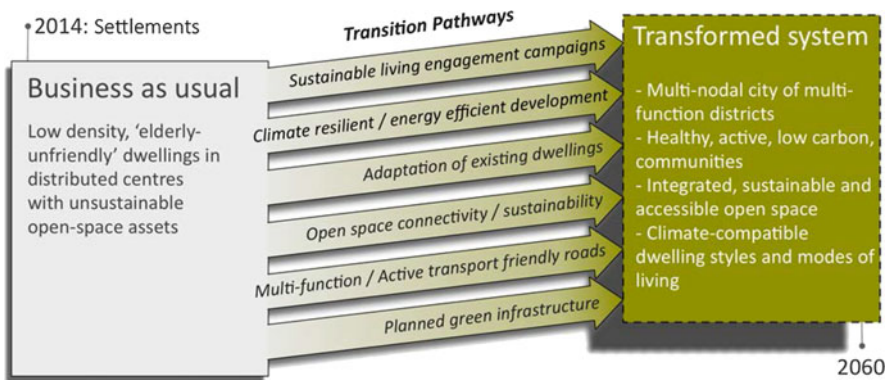 2014: Settlements
Transition Pathways
Business as usual
Low density, ‘elderly-
unfriendly’ dwellings in
distributed centres
with unsustainable
open-space assets
Sustainable living engagement campaigns
Climate resilient / energy efficient development
Adaptation of existing dwellings
Open space connectivity / sustainability
Multi-function / Active transport friendly roads
Planned green infrastructure
Transformed system
- Multi-nodal city of multi-
function districts
- Healthy, active, low carbon,
communities
- Integrated, sustainable and
accessible open space
- Climate-compatible
dwelling styles and modes of
living
2060